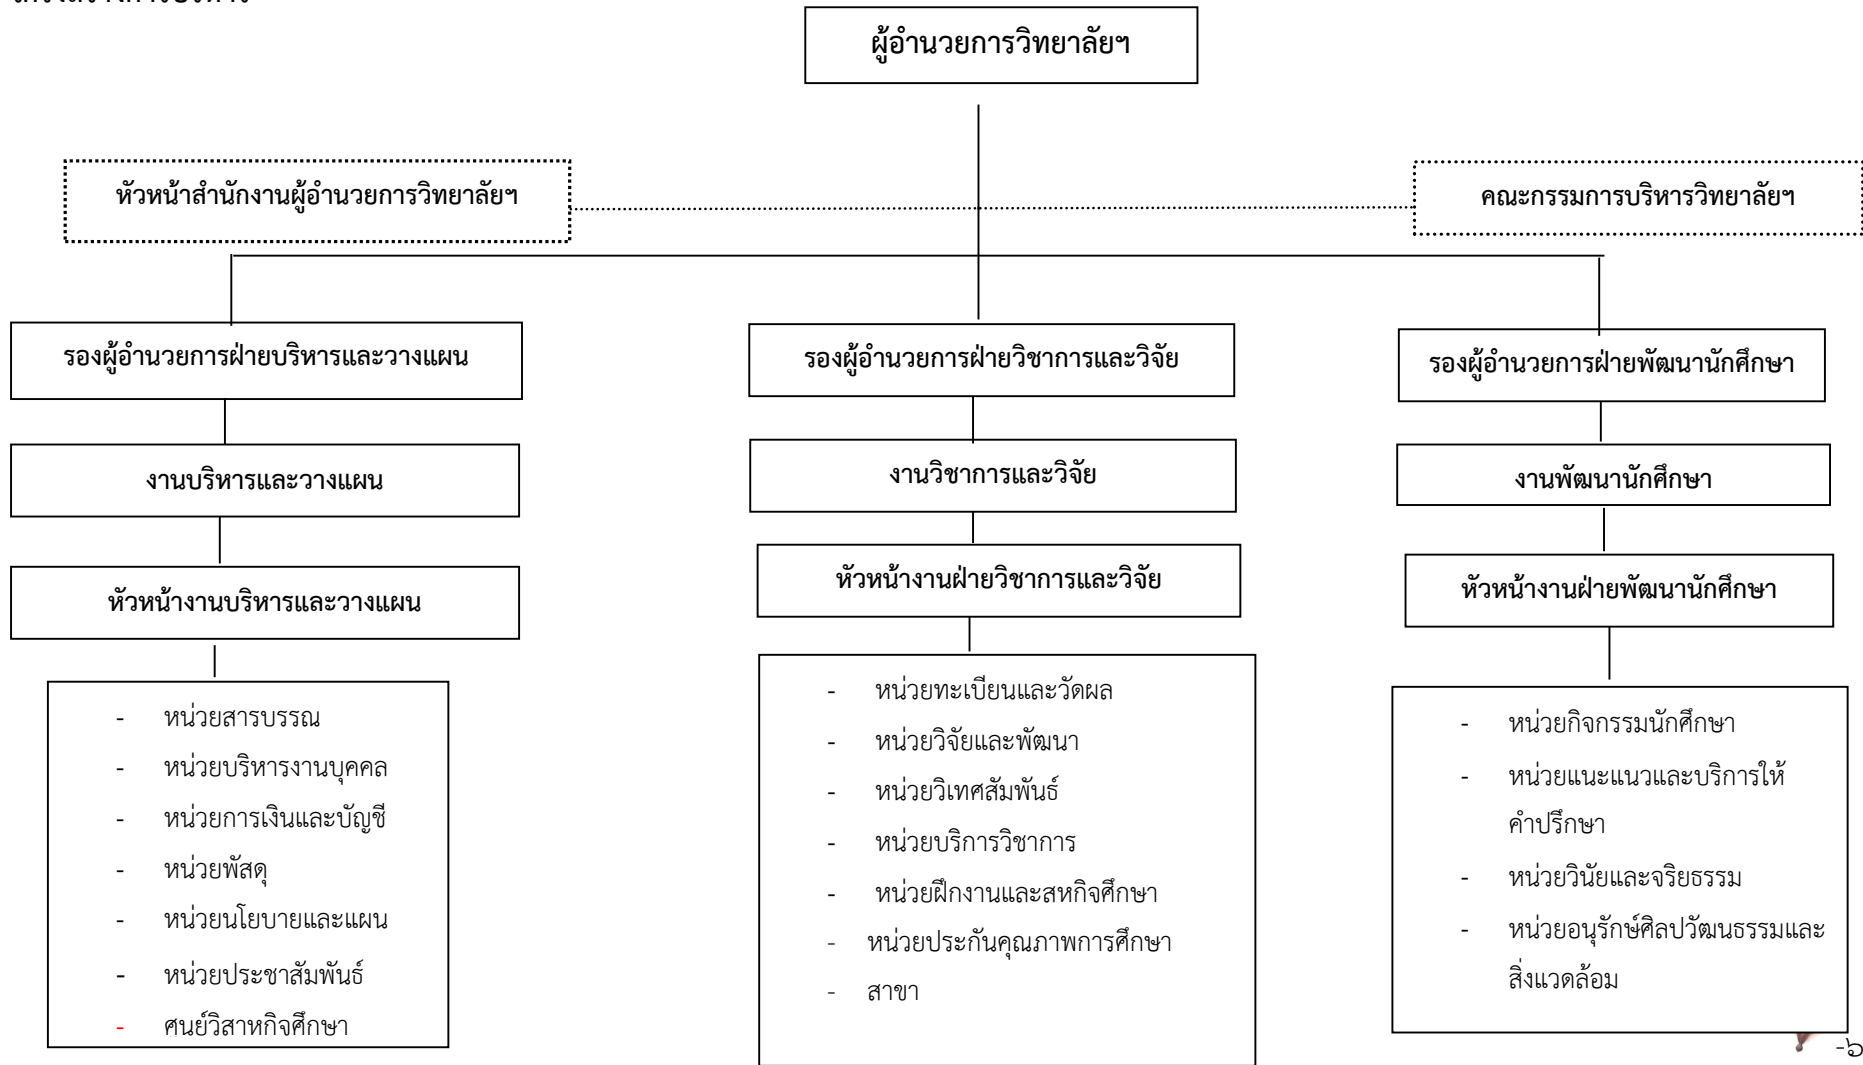 ผู้อำนวยการวิทยาลัยฯ
หัวหน้าสำนักงานผู้อำนวยการวิทยาลัยฯ
คณะกรรมการบริหารวิทยาลัยฯ
รองผู้อำนวยการฝ่ายบริหารและวางแผน
รองผู้อำนวยการฝ่ายวิชาการและวิจัย
รองผู้อำนวยการฝ่ายพัฒนานักศึกษา
งานบริหารและวางแผน
งานวิชาการและวิจัย
งานพัฒนานักศึกษา
หัวหน้างานบริหารและวางแผน
หัวหน้างานฝ่ายวิชาการและวิจัย
หัวหน้างานฝ่ายพัฒนานักศึกษา
- หน่วยสารบรรณ
- หน่วยบริหารงานบุคคล
- หน่วยการเงินและบัญชี
- หน่วยพัสดุ
- หน่วยนโยบายและแผน
- หน่วยประชาสัมพันธ์
- ศนย์วิสาหกิจศึกษา
- หน่วยทะเบียนและวัดผล
- หน่วยวิจัยและพัฒนา
- หน่วยวิเทศสัมพันธ์
- หน่วยบริการวิชาการ
- หน่วยฝึกงานและสหกิจศึกษา
- หน่วยประกันคุณภาพการศึกษา
- สาขา
- หน่วยกิจกรรมนักศึกษา
- หน่วยแนะแนวและบริการให้
คำปรึกษา
- หน่วยวินัยและจริยธรรม
- หน่วยอนุรักษ์ศิลปวัฒนธรรมและ
สิ่งแวดล้อม
-๖